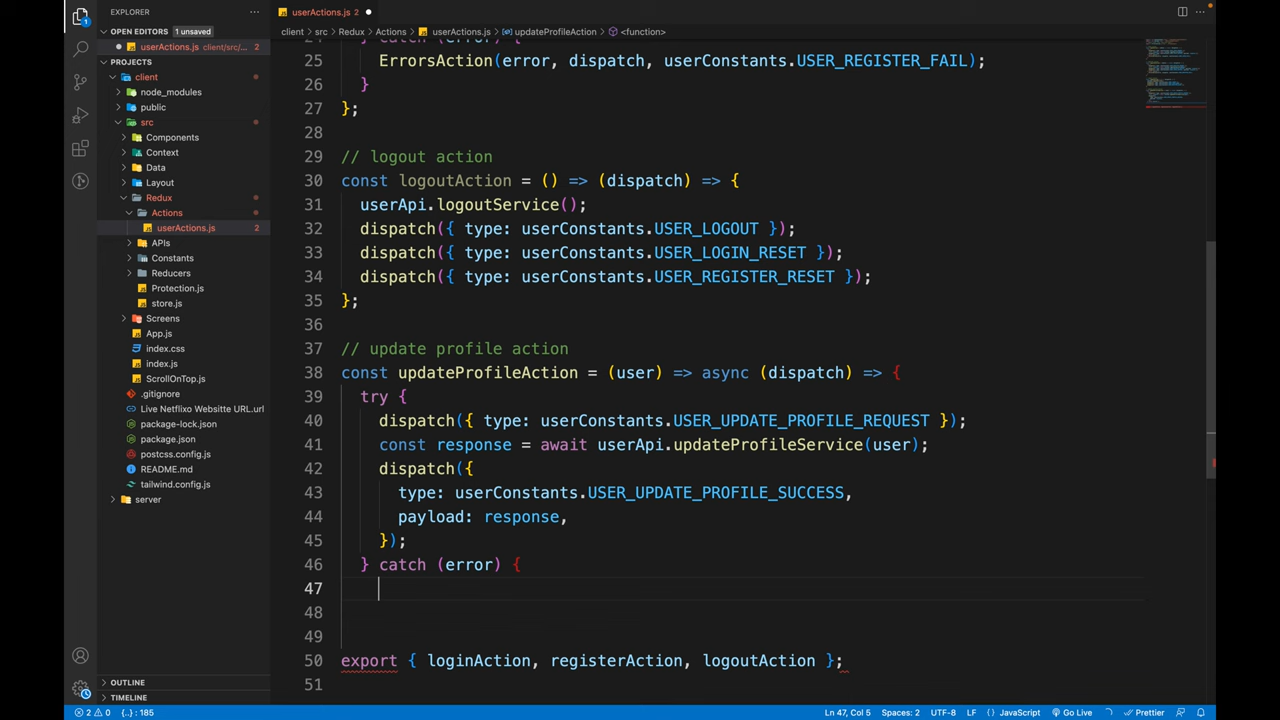 EXPLORER
userActions.js 2
OPEN EDITORS 1 unsaved
client > src > Redux > Actions > userActions.js > updateProfileAction > <function>
userActions.js client/src/... 2
PROJECTS
client
node_modules
public
src
Components
Context
Data
Layout
Redux
Actions
userActions.js 2
APIs
Constants
Reducers
Protection.js
store.js
Screens
App.js
index.css
index.js
ScrollOnTop.js
.gitignore
Live Netflixo Websitte URL.url
package-lock.json
package.json
postcss.config.js
README.md
tailwind.config.js
server
OUTLINE
TIMELINE
24 } catch (error) {
25 ErrorsAction(error, dispatch, userConstants.USER_REGISTER_FAIL);
26 }
27 };
28
29 // logout action
30 const logoutAction = () => (dispatch) => {
31 userApi.logoutService();
32 dispatch({ type: userConstants.USER_LOGOUT });
33 dispatch({ type: userConstants.USER_LOGIN_RESET });
34 dispatch({ type: userConstants.USER_REGISTER_RESET });
35 };
36
37 // update profile action
38 const updateProfileAction = (user) => async (dispatch) => {
39 try {
40 dispatch({ type: userConstants.USER_UPDATE_PROFILE_REQUEST });
41 const response = await userApi.updateProfileService(user);
42 dispatch({
43 type: userConstants.USER_UPDATE_PROFILE_SUCCESS,
44 payload: response,
45 });
46 } catch (error) {
47
48
49
50 export { loginAction, registerAction, logoutAction };
51
2 0 {..} : 185
Ln 47, Col 5 Spaces: 2 UTF-8 LF {} JavaScript Go Live Prettier